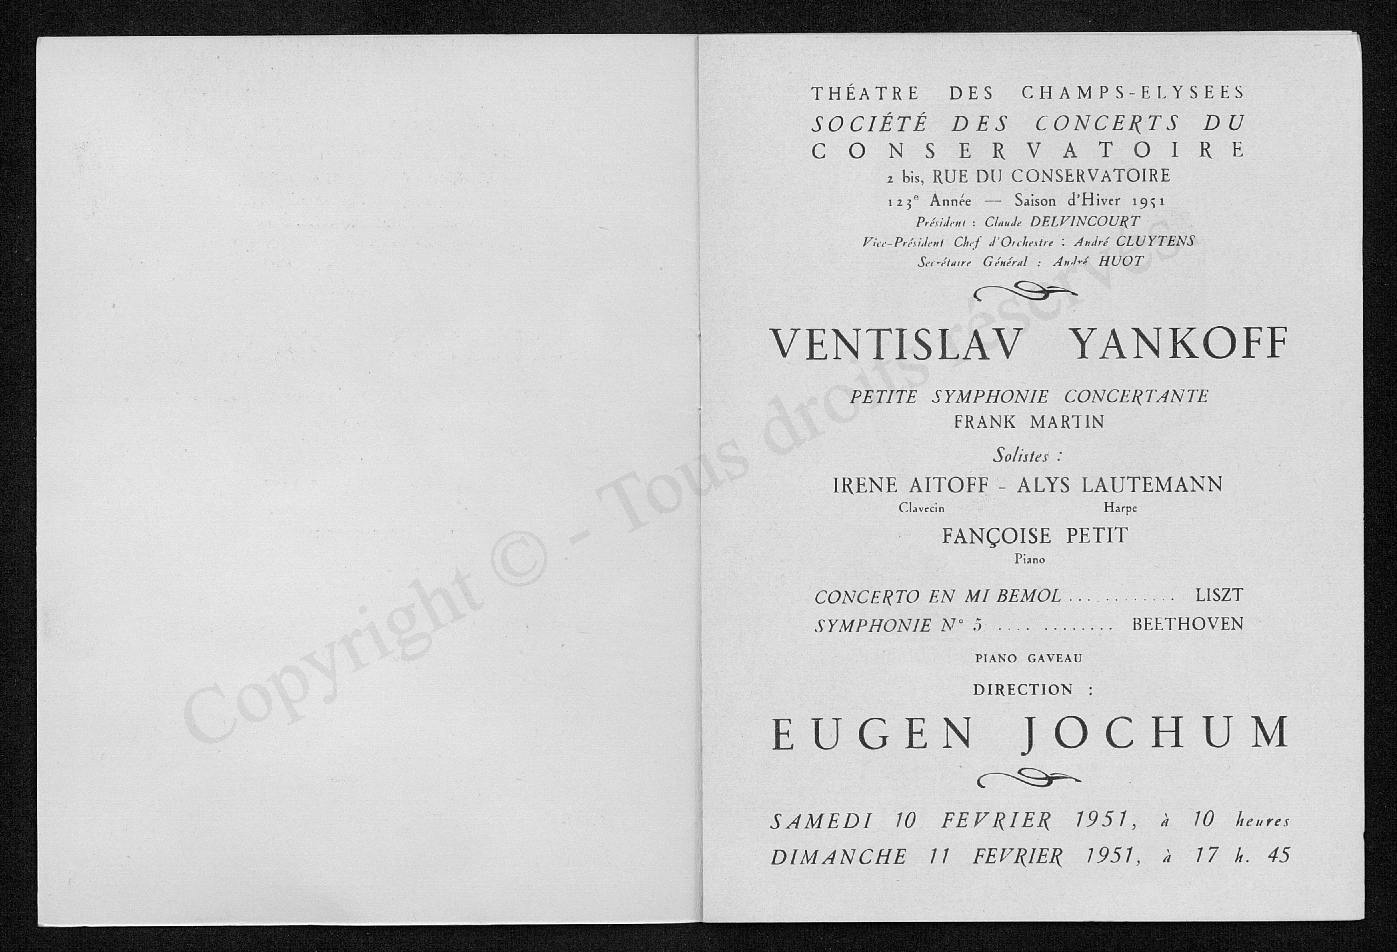 THÉATRE DES CHAMPS-ELYSEES
SOCIÉTÉ DES CONCERTS DU
CONSERVATOIRE
2 bis, RUE DU CONSERVATOIRE
123e Année — Saison d'Hiver 1951
Président : Claude DELVINCOURT
Vice-Président Chef d'Orchestre : André CLUYTENS
Secrétaire Général : André HUOT
VENTISLAV YANKOFF
PETITE SYMPHONIE CONCERTANTE
FRANK MARTIN
Solistes :
IRENE AITOFF - ALYS LAUTEMANN
Clavecin Harpe
FANÇOISE PETIT
Piano
CONCERTO EN MI BEMOL ............ LISZT
SYMPHONIE N° 5 ............ BEETHOVEN
PIANO GAVEAU
DIRECTION :
EUGEN JOCHUM
SAMEDI 10 FEVRIER 1951, à 10 heures
DIMANCHE 11 FEVRIER 1951, à 17 h. 45
Copyright © - Tous droits réservés